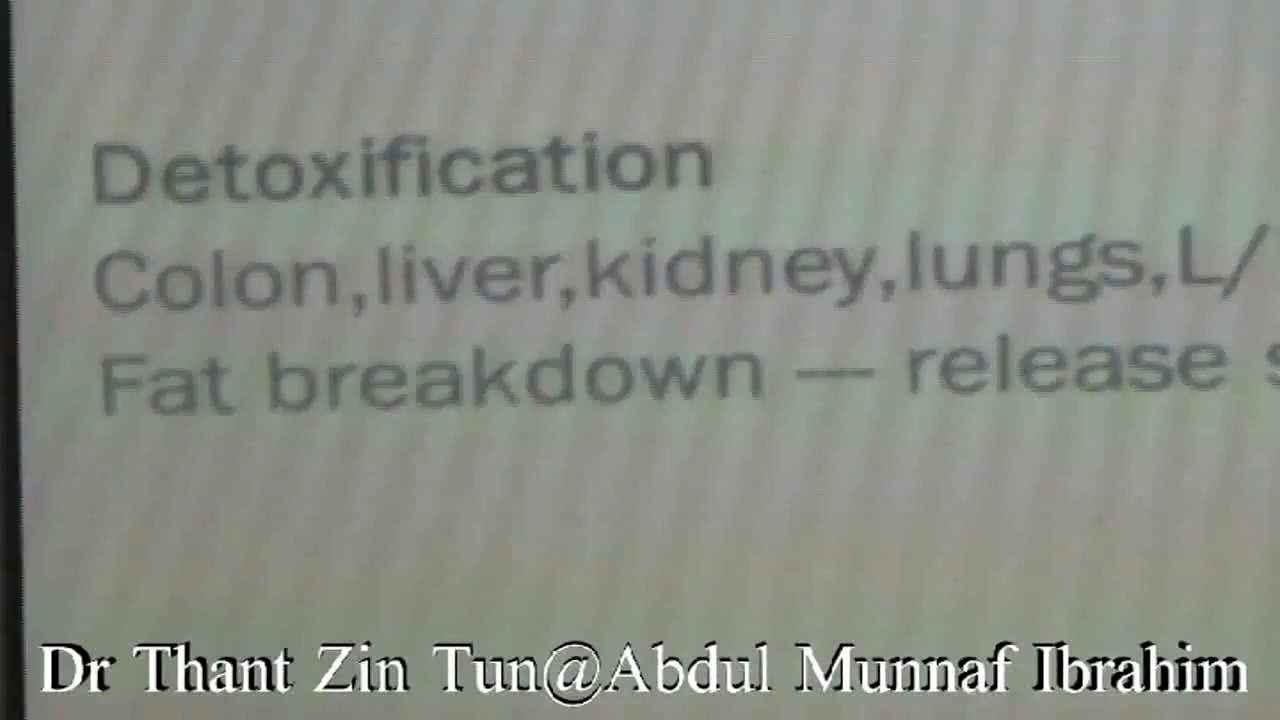 Detoxification
Colon,liver,kidney,lungs,L/
Fat breakdown — release
Dr Thant Zin Tun@Abdul Munnaf Ibrahim